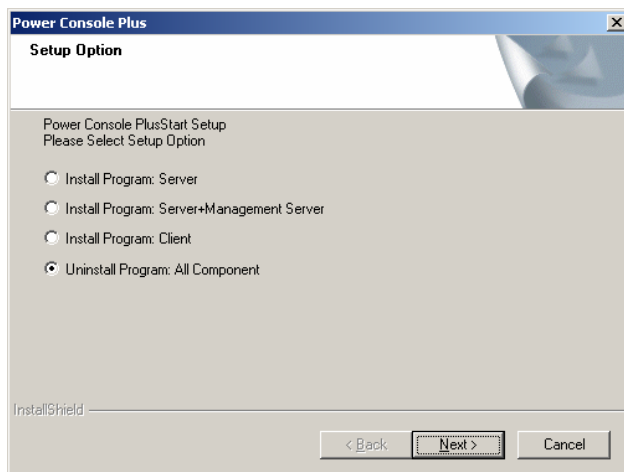 Power Console Plus
Setup Option
Power Console PlusStart Setup
Please Select Setup Option
Install Program: Server
Install Program: Server+Management Server
Install Program: Client
Uninstall Program: All Component
InstallShield
< Back
Next >
Cancel